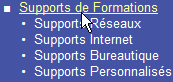 Supports de Formations
Supports Réseaux
Supports Internet
Supports Bureautique
Supports Personnalisés